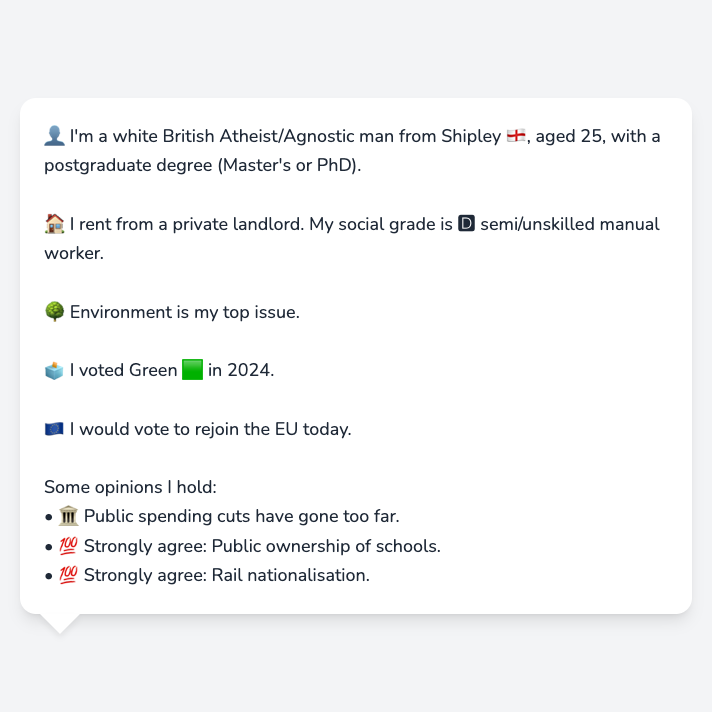 👤 I'm a white British Atheist/Agnostic man from Shipley 🏴󠁧󠁢󠁥󠁮󠁧󠁿, aged 25, with a
postgraduate degree (Master's or PhD).
🏠 I rent from a private landlord. My social grade is 🅳 semi/unskilled manual
worker.
🌳 Environment is my top issue.
🗳️ I voted Green 🟩 in 2024.
🇪🇺 I would vote to rejoin the EU today.
Some opinions I hold:
• 🏛️ Public spending cuts have gone too far.
• 💯 Strongly agree: Public ownership of schools.
• 💯 Strongly agree: Rail nationalisation.